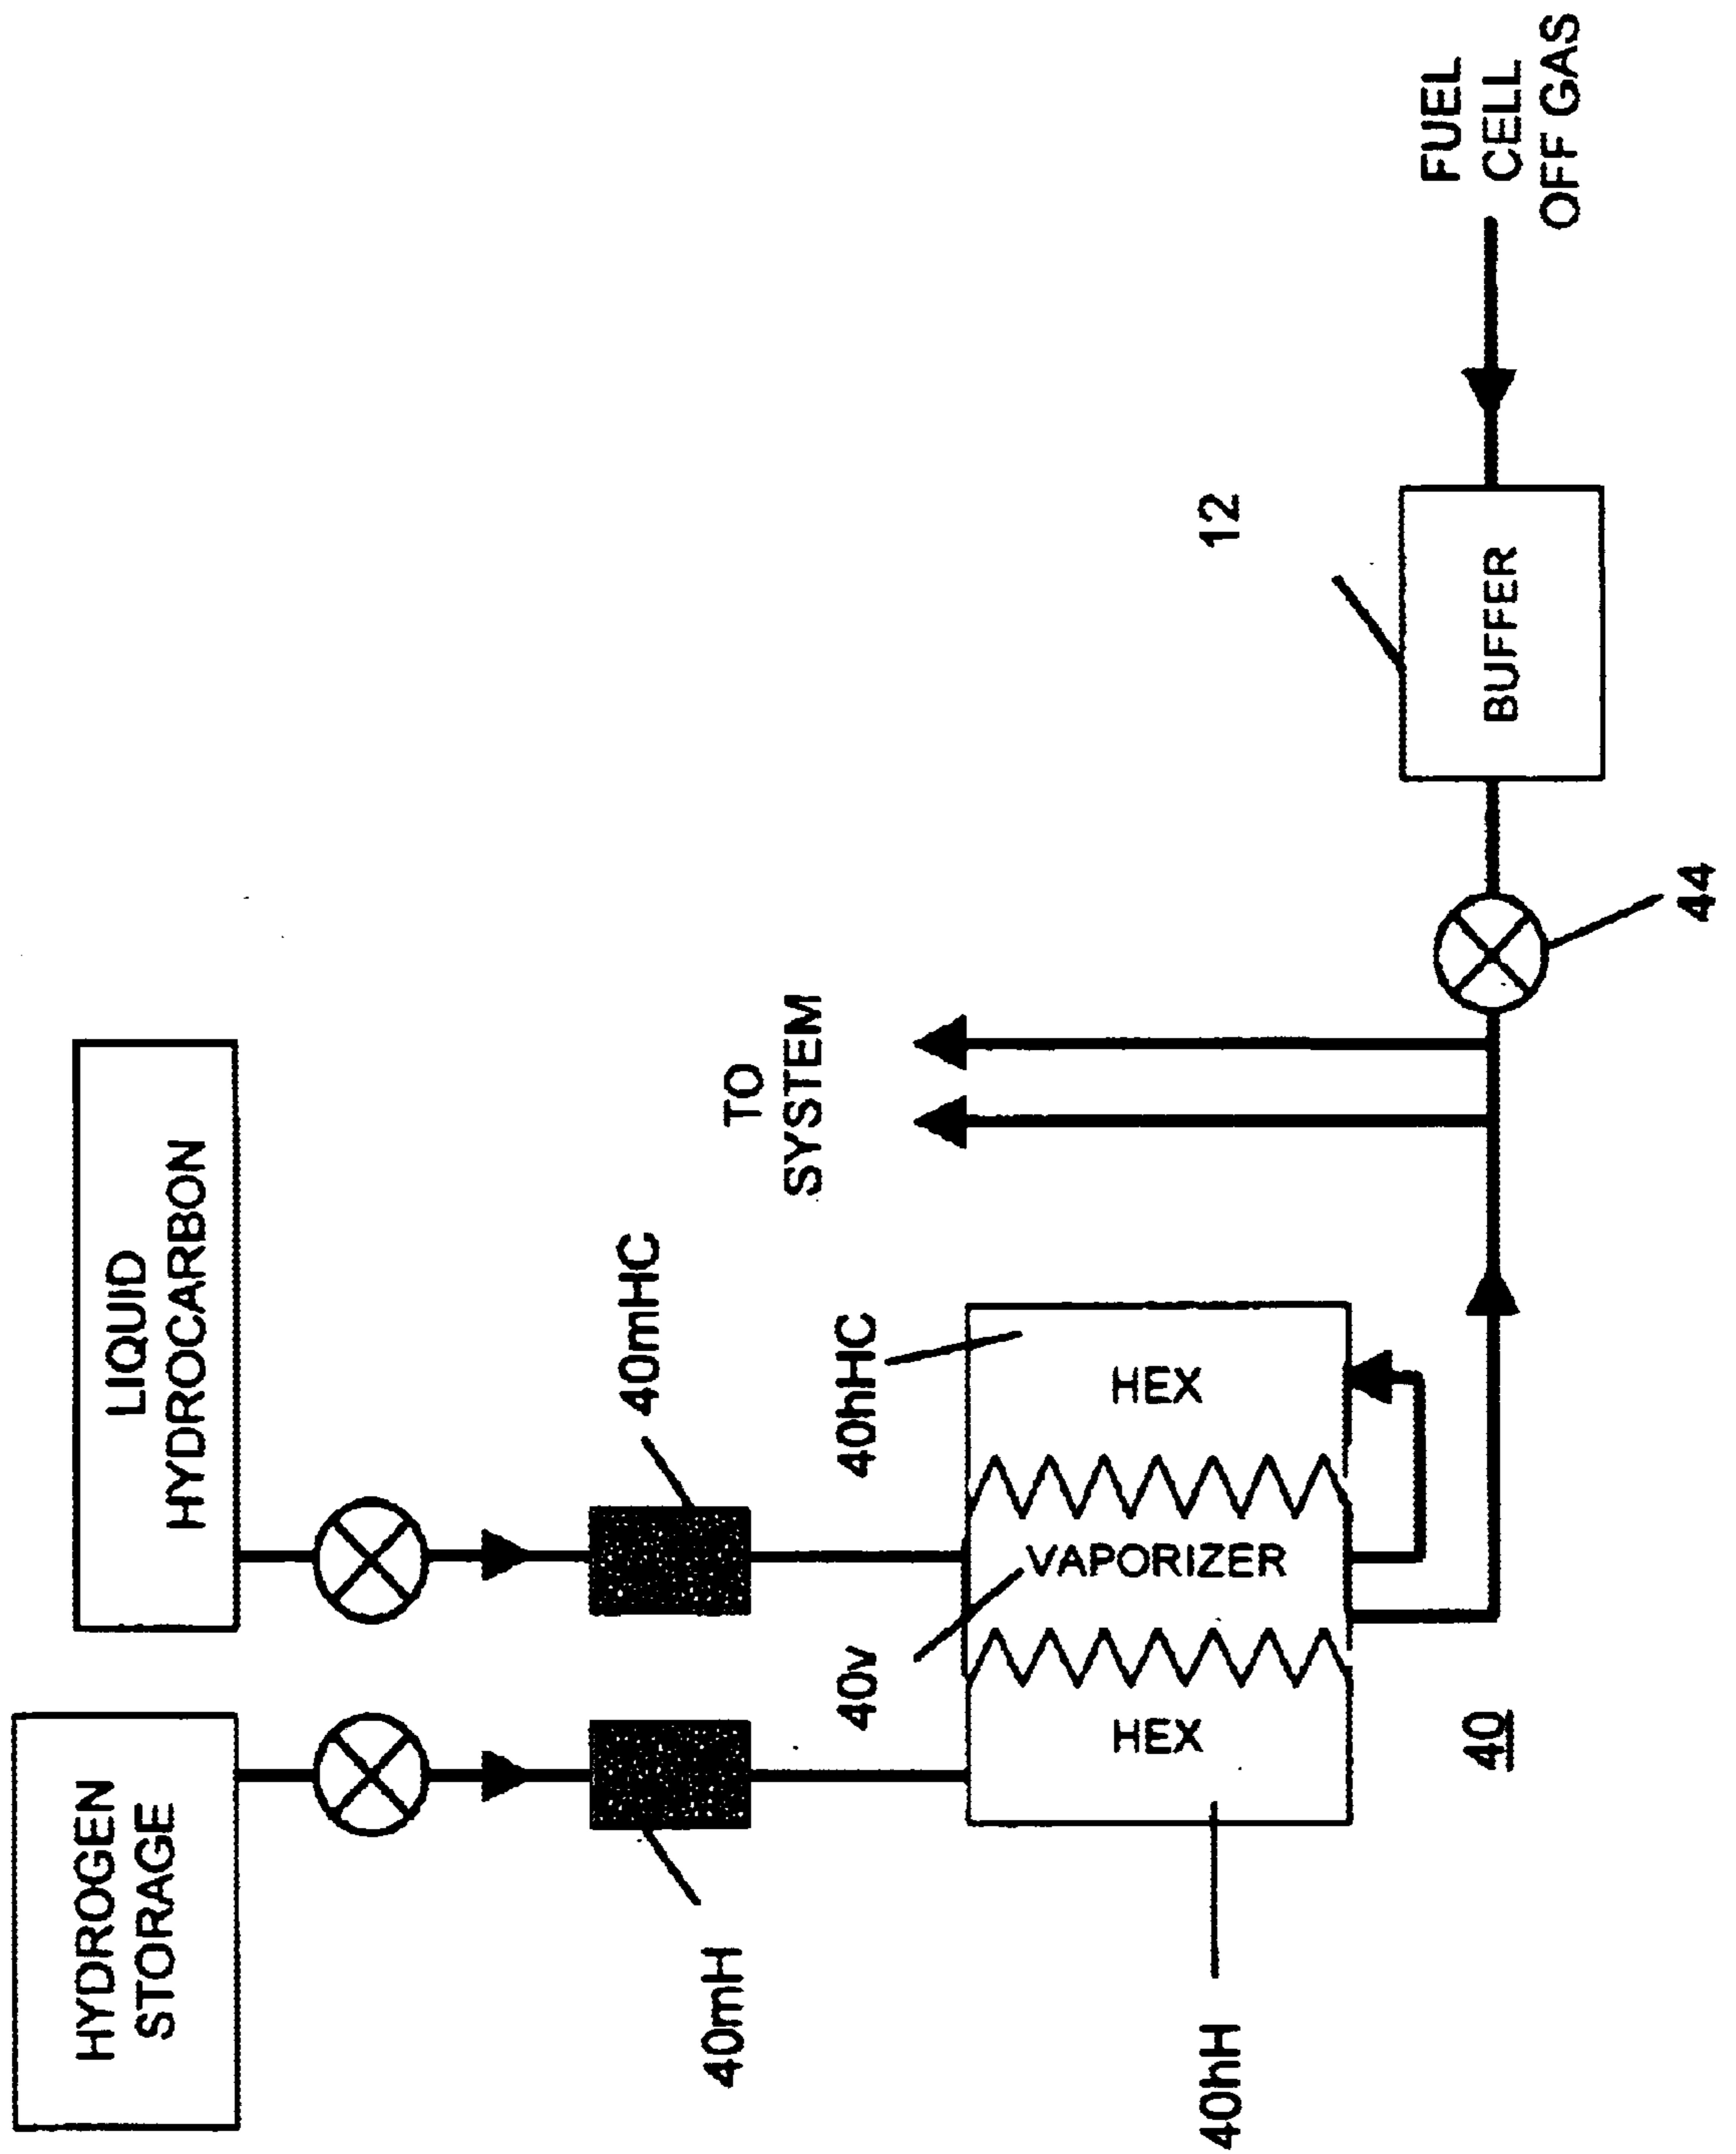 HYDROGEN
STORAGE
LIQUID
HYDROCARBON
40mH
40mHC
TO
SYSTEM
40v
40hHC
HEX
VAPORIZER
HEX
40hH
40
12
BUFFER
44
FUEL
CELL
OFF GAS